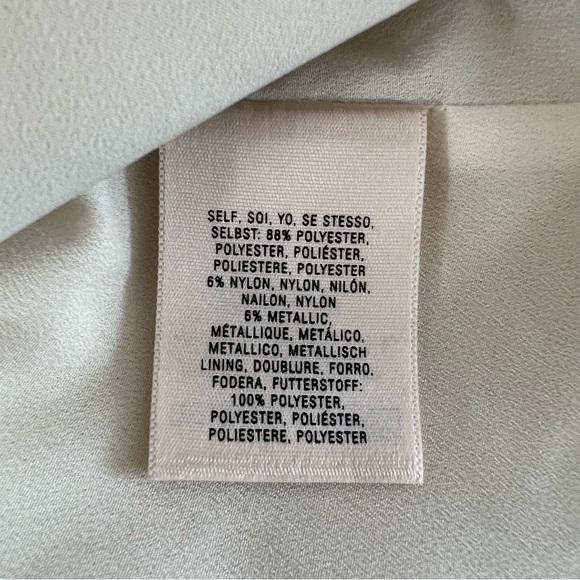 SELF, SOI, YO, SE STESSO,
SELBST: 88% POLYESTER,
POLYESTER, POLIÉSTER,
POLIESTERE, POLYESTER
6% NYLON, NYLON, NILÓN,
NAILON, NYLON
6% METALLIC,
MÉTALLIQUE, METÁLICO,
METALLICO, METALLISCH
LINING, DOUBLURE, FORRO,
FODERA, FUTTERSTOFF:
100% POLYESTER,
POLYESTER, POLIÉSTER,
POLIESTERE, POLYESTER